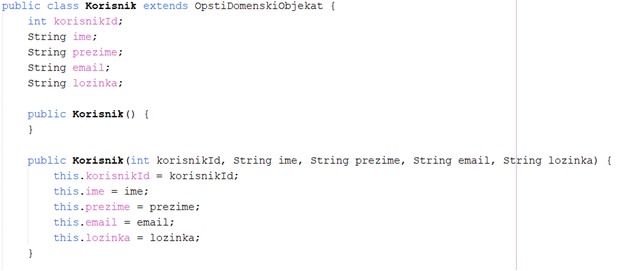 public class Korisnik extends OpstiDomenskiObjekat {
int korisnikId;
String ime;
String prezime;
String email;
String lozinka;
public Korisnik() {
}
public Korisnik(int korisnikId, String ime, String prezime, String email, String lozinka) {
this.korisnikId = korisnikId;
this.ime = ime;
this.prezime = prezime;
this.email = email;
this.lozinka = lozinka;
}